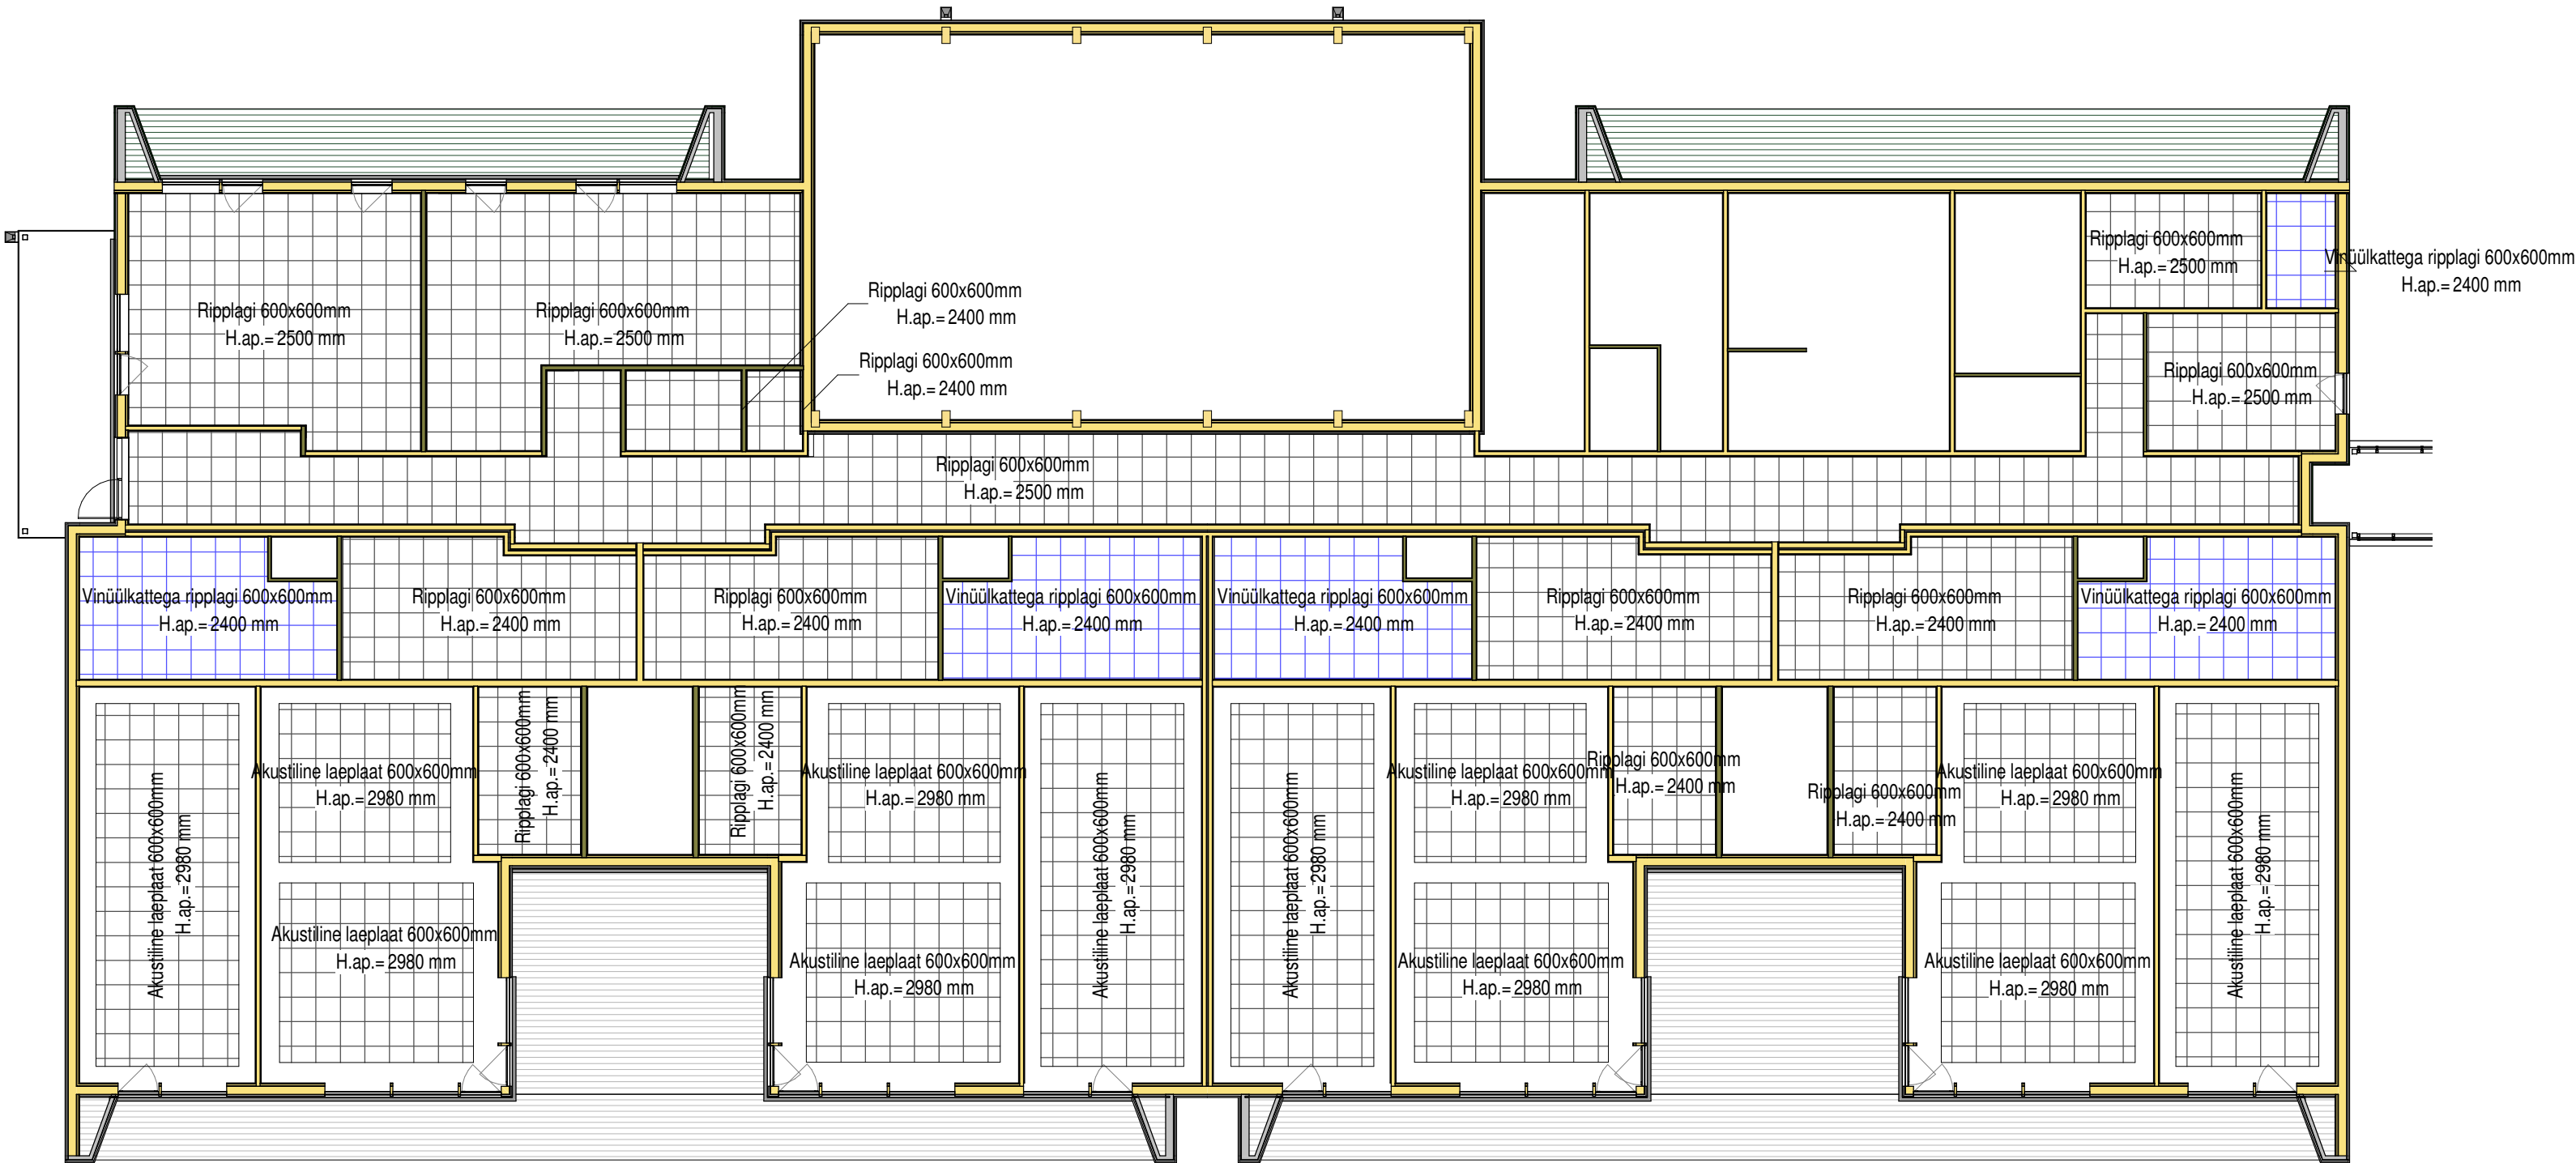 Ripplagi 600x600mm
H.ap.= 2500 mm
Vinüülkattega ripplagi 600x600mm
H.ap.= 2400 mm
Ripplagi 600x600mm
H.ap.= 2400 mm
Ripplagi 600x600mm
H.ap.= 2500 mm
Ripplagi 600x600mm
H.ap.= 2500 mm
Ripplagi 600x600mm
H.ap.= 2400 mm
Ripplagi 600x600mm
H.ap.= 2500 mm
Ripplagi 600x600mm
H.ap.= 2500 mm
Vinüülkattega ripplagi 600x600mm
H.ap.= 2400 mm
Ripplagi 600x600mm
H.ap.= 2400 mm
Ripplagi 600x600mm
H.ap.= 2400 mm
Vinüülkattega ripplagi 600x600mm
H.ap.= 2400 mm
Vinüülkattega ripplagi 600x600mm
H.ap.= 2400 mm
Ripplagi 600x600mm
H.ap.= 2400 mm
Ripplagi 600x600mm
H.ap.= 2400 mm
Vinüülkattega ripplagi 600x600mm
H.ap.= 2400 mm
Akustiline laeplaat 600x600mm
H.ap.= 2980 mm
Akustiline laeplaat 600x600mm
H.ap.= 2980 mm
Ripplagi 600x600mm
H.ap.= 2400 mm
Ripplagi 600x600mm
H.ap.= 2400 mm
Akustiline laeplaat 600x600mm
H.ap.= 2980 mm
Akustiline laeplaat 600x600mm
H.ap.= 2980 mm
Akustiline laeplaat 600x600mm
H.ap.= 2980 mm
Akustiline laeplaat 600x600mm
H.ap.= 2980 mm
Ripplagi 600x600mm
H.ap.= 2400 mm
Ripplagi 600x600mm
H.ap.= 2400 mm
Akustiline laeplaat 600x600mm
H.ap.= 2980 mm
Akustiline laeplaat 600x600mm
H.ap.= 2980 mm
Akustiline laeplaat 600x600mm
H.ap.= 2980 mm
Akustiline laeplaat 600x600mm
H.ap.= 2980 mm
Akustiline laeplaat 600x600mm
H.ap.= 2980 mm
Akustiline laeplaat 600x600mm
H.ap.= 2980 mm